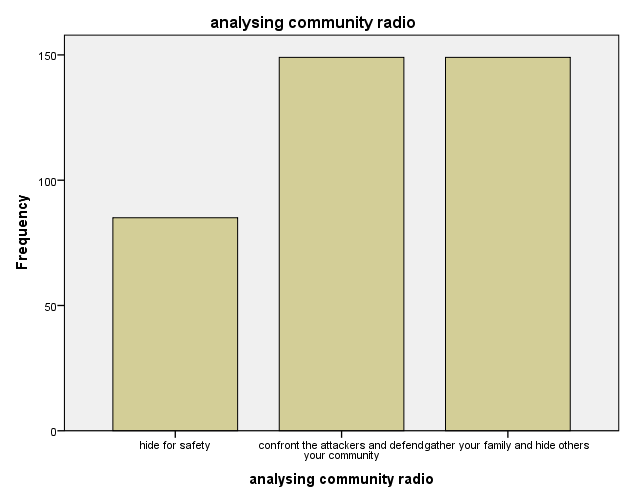 analysing community radio
Frequency
150
100
50
0
hide for safety
confront the attackers and defend
your community
gather your family and hide others
analysing community radio